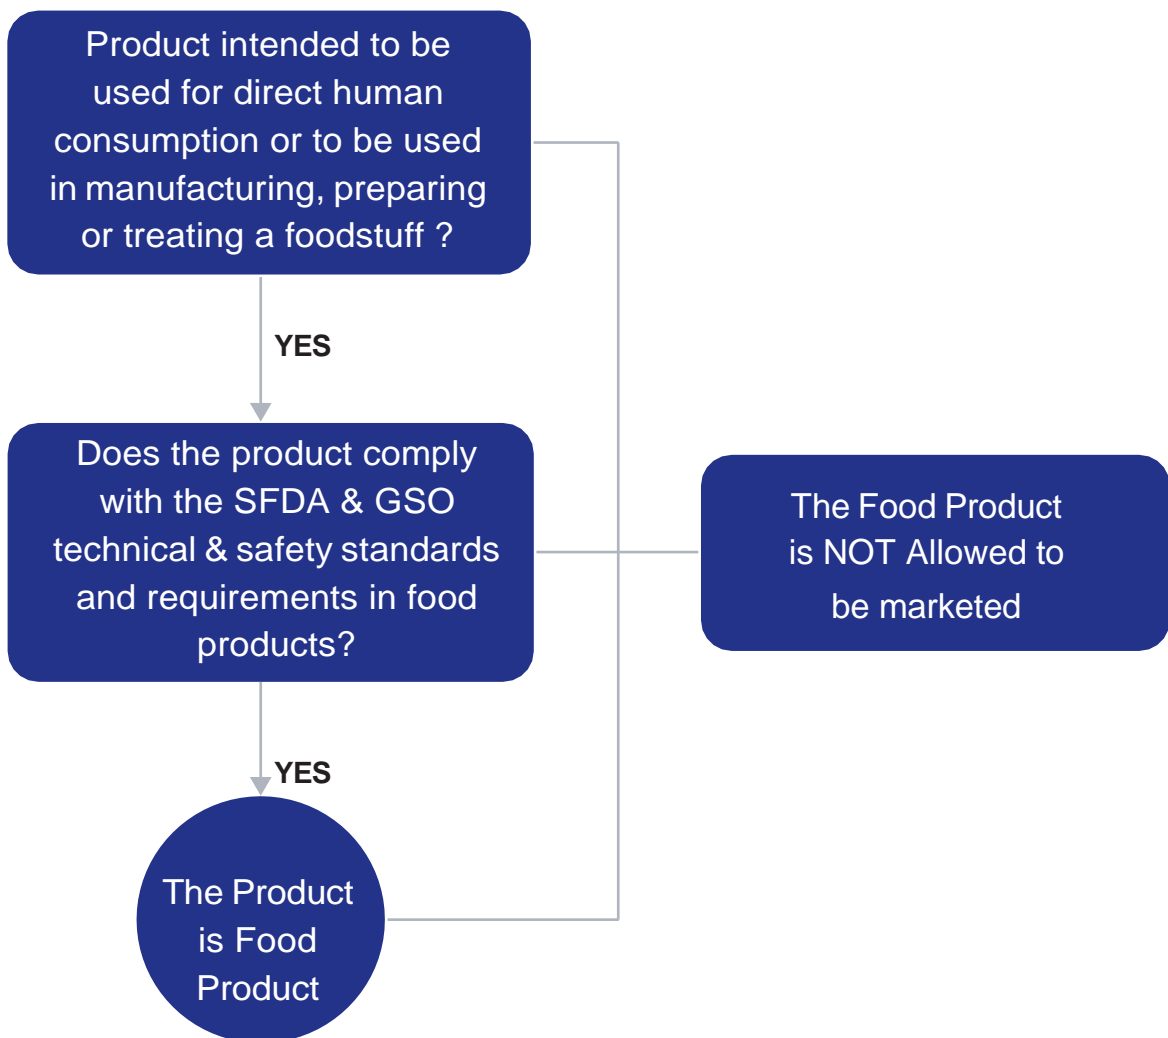 Product intended to be
used for direct human
consumption or to be used
in manufacturing, preparing
or treating a foodstuff ?
YES
Does the product comply
with the SFDA & GSO
technical & safety standards
and requirements in food
products?
The Food Product
is NOT Allowed to
be marketed
YES
The Product
is Food
Product